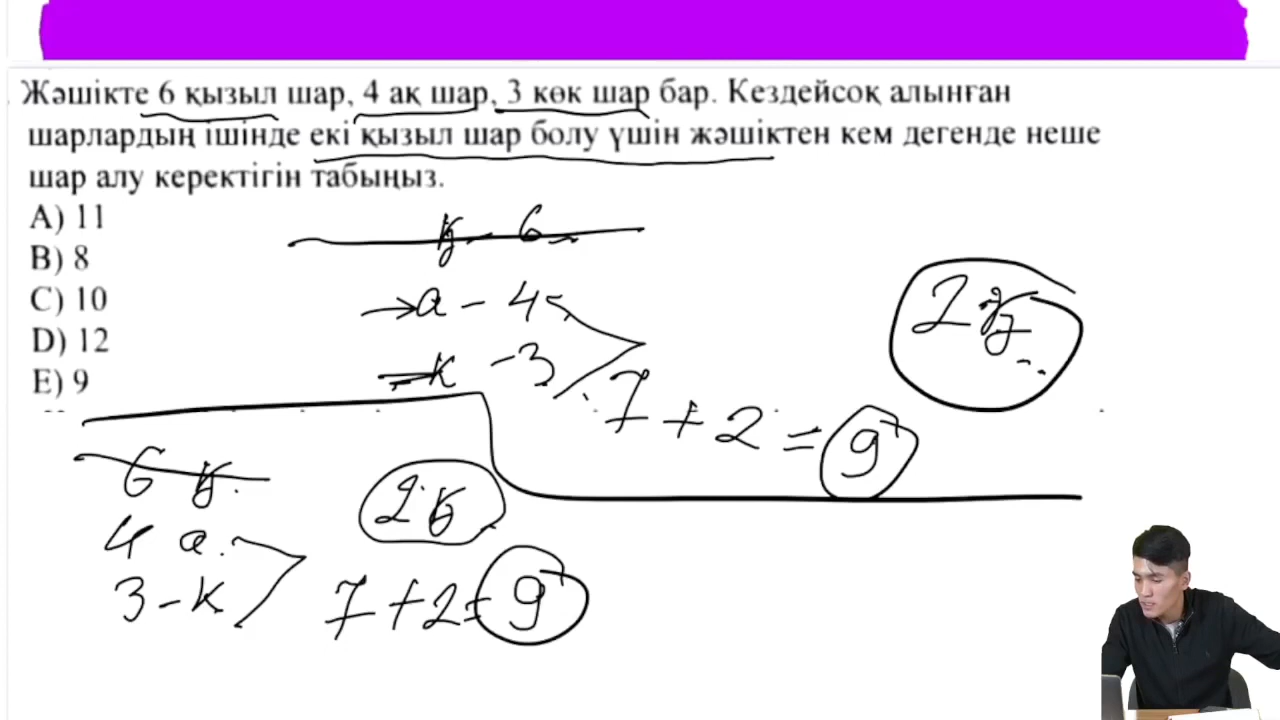 Жәшікте 6 қызыл шар, 4 ақ шар, 3 көк шар бар. Кездейсоқ алынған
шарлардың ішінде екі қызыл шар болу үшін жәшіктен кем дегенде неше
шар алу керектігін табыңыз.
A) 11
B) 8
C) 10
D) 12
E) 9
қ - 6
а - 4
к - 3
7 + 2 = 9
2қ
6 қ.
4 а.
3 - к
2қ
7 + 2 = 9